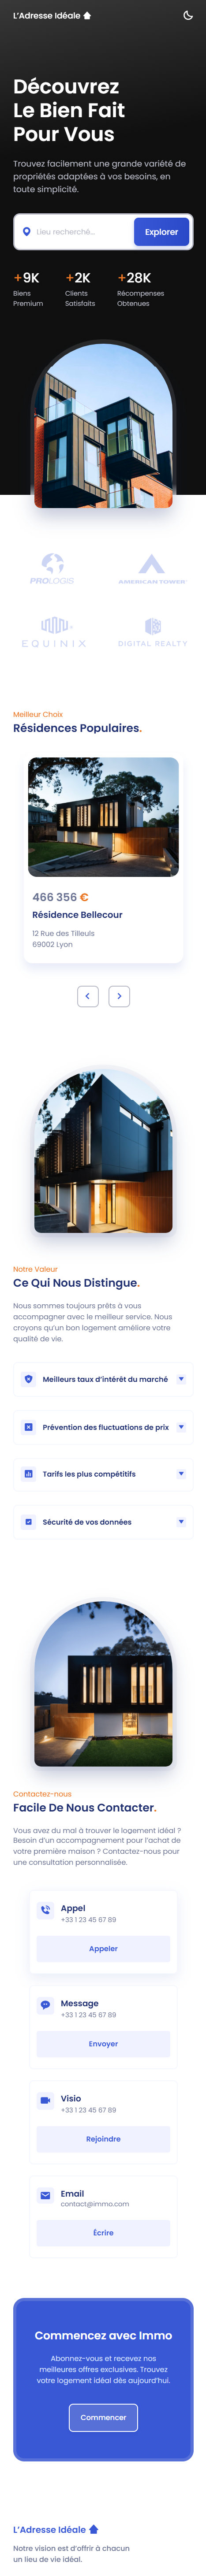 L'Adresse Idéale
Découvrez
Le Bien Fait
Pour Vous
Trouvez facilement une grande variété de
propriétés adaptées à vos besoins, en
toute simplicité.
Lieu recherché...
Explorer
+9K
Biens
Premium
+2K
Clients
Satisfaits
+28K
Récompenses
Obtenues
PROLOGIS
AMERICAN TOWER
EQUINIX
DIGITAL REALTY
Meilleur Choix
Résidences Populaires.
466 353 €
Résidence Bellecour
12 Rue des Tilleuls
69002 Lyon
Notre Valeur
Ce Qui Nous Distingue.
Nous sommes toujours prêts à vous
accompagner avec le meilleur service. Nous
croyons qu'un bon logement améliore votre
qualité de vie.
Meilleurs taux d'intérêt du marché
Prévention des fluctuations de prix
Tarifs les plus compétitifs
Sécurité de vos données
Contactez-nous
Facile De Nous Contacter.
Vous avez du mal à trouver le logement idéal ?
Besoin d'un accompagnement pour l'achat de
votre première maison ? Contactez-nous pour
une consultation personnalisée.
Appel
+33 1 23 45 67 89
Appeler
Message
+33 1 23 45 67 89
Envoyer
Visio
+33 1 23 45 67 89
Rejoindre
Email
contact@immo.com
Écrire
Commencez avec Immo
Abonnez-vous et recevez nos
meilleures offres exclusives. Trouvez
votre logement idéal dès aujourd'hui.
Commencer
L'Adresse Idéale
Notre vision est d'offrir à chacun
un lieu de vie idéal.